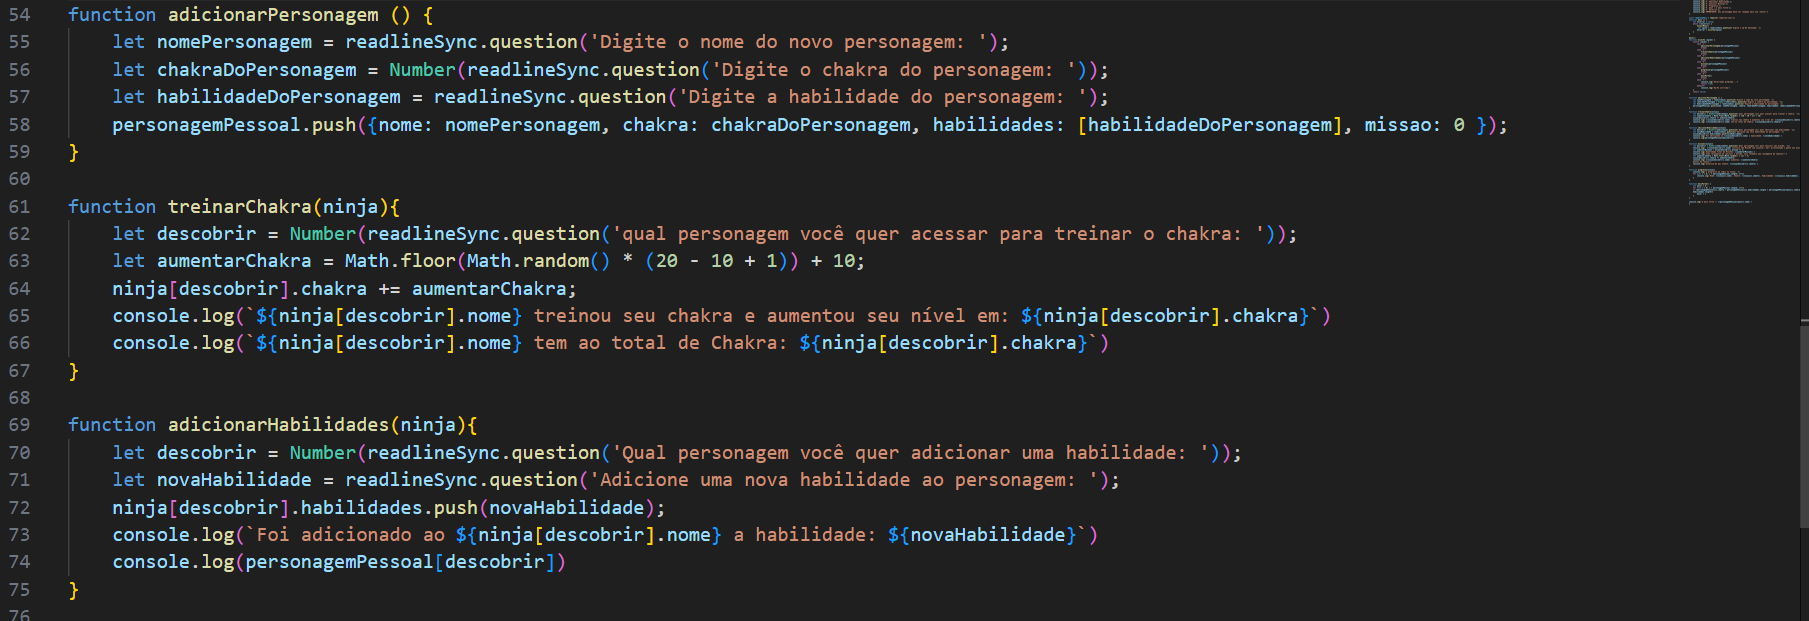 54 function adicionarPersonagem () {
55 let nomePersonagem = readlineSync.question('Digite o nome do novo personagem: ');
56 let chakraDoPersonagem = Number(readlineSync.question('Digite o chakra do personagem: '));
57 let habilidadeDoPersonagem = readlineSync.question('Digite a habilidade do personagem: ');
58 personagemPessoal.push({nome: nomePersonagem, chakra: chakraDoPersonagem, habilidades: [habilidadeDoPersonagem], missao: 0 });
59 }
60
61 function treinarChakra(ninja){
62 let descobrir = Number(readlineSync.question('qual personagem você quer acessar para treinar o chakra: '));
63 let aumentarChakra = Math.floor(Math.random() * (20 - 10 + 1)) + 10;
64 ninja[descobrir].chakra += aumentarChakra;
65 console.log(`${ninja[descobrir].nome} treinou seu chakra e aumentou seu nível em: ${ninja[descobrir].chakra}`)
66 console.log(`${ninja[descobrir].nome} tem ao total de Chakra: ${ninja[descobrir].chakra}`)
67 }
68
69 function adicionarHabilidades(ninja){
70 let descobrir = Number(readlineSync.question('Qual personagem você quer adicionar uma habilidade: '));
71 let novaHabilidade = readlineSync.question('Adicione uma nova habilidade ao personagem: ');
72 ninja[descobrir].habilidades.push(novaHabilidade);
73 console.log(`Foi adicionado ao ${ninja[descobrir].nome} a habilidade: ${novaHabilidade}`)
74 console.log(personagemPessoal[descobrir])
75 }
76